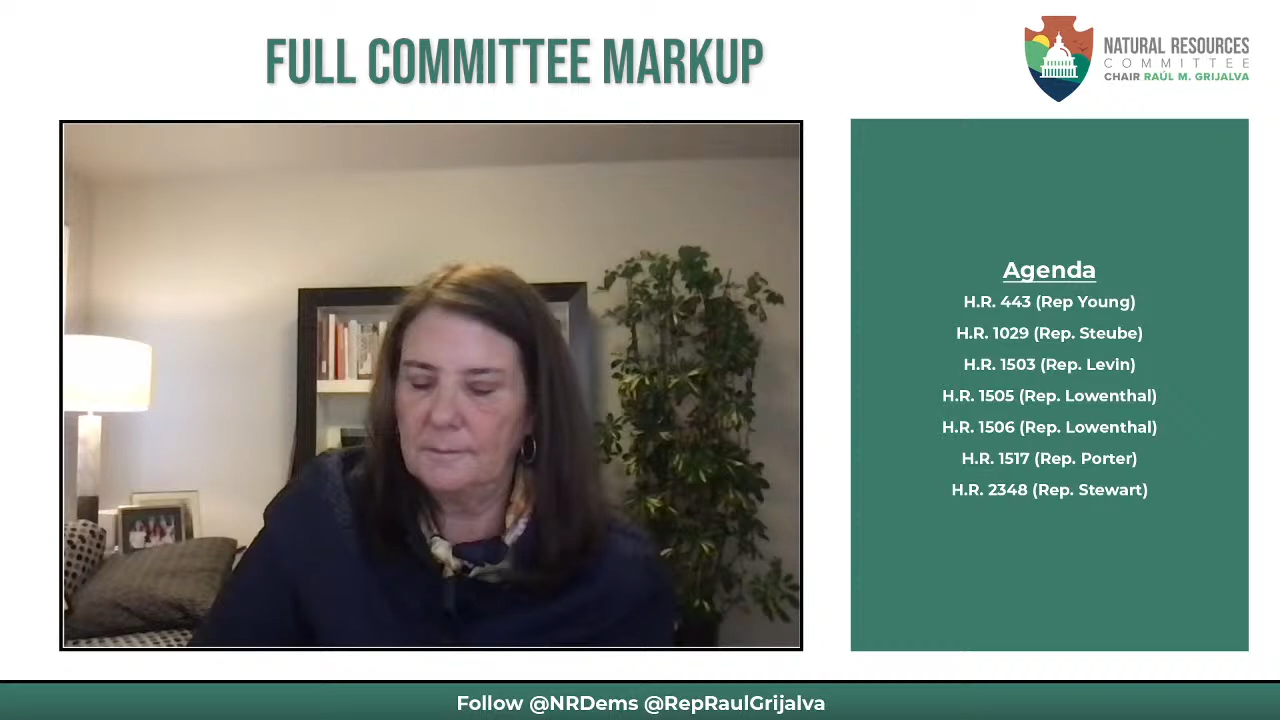 FULL COMMITTEE MARKUP
NATURAL RESOURCES
COMMITTEE
CHAIR RAÚL M. GRIJALVA
Agenda
H.R. 443 (Rep Young)
H.R. 1029 (Rep. Steube)
H.R. 1503 (Rep. Levin)
H.R. 1505 (Rep. Lowenthal)
H.R. 1506 (Rep. Lowenthal)
H.R. 1517 (Rep. Porter)
H.R. 2348 (Rep. Stewart)
Follow @NRDems @RepRaulGrijalva